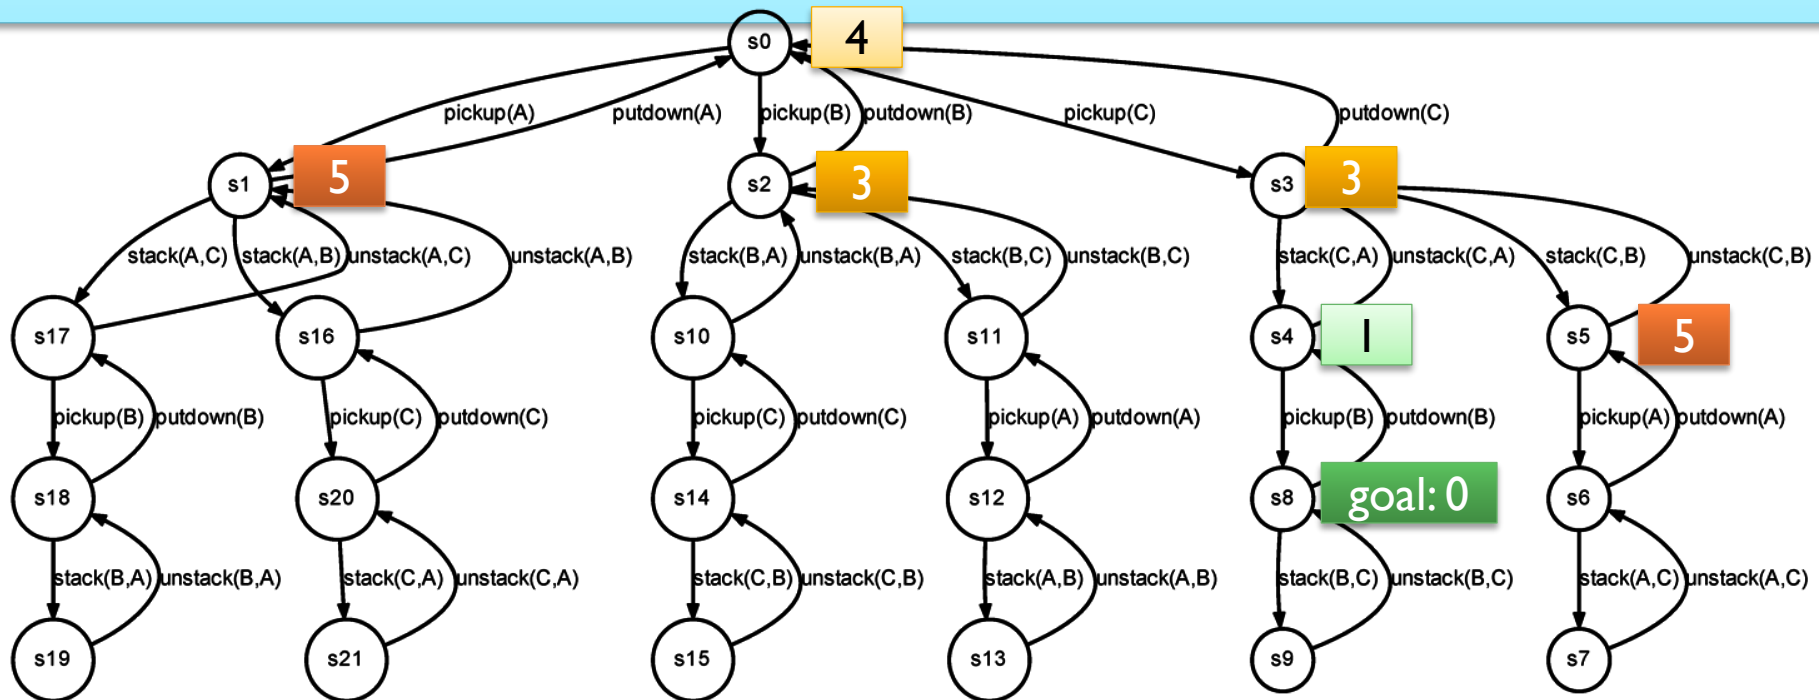 s0
4
pickup(A)
putdown(A)
pickup(B)
putdown(B)
pickup(C)
putdown(C)
s1
5
s2
3
s3
3
stack(A,C)
stack(A,B)
unstack(A,C)
unstack(A,B)
stack(B,A)
unstack(B,A)
stack(B,C)
unstack(B,C)
stack(C,A)
unstack(C,A)
stack(C,B)
unstack(C,B)
s17
s16
s10
s11
s4
1
s5
5
pickup(B)
putdown(B)
pickup(C)
putdown(C)
pickup(C)
putdown(C)
pickup(A)
putdown(A)
pickup(B)
putdown(B)
pickup(A)
putdown(A)
s18
s20
s14
s12
s8
goal: 0
s6
stack(B,A)
unstack(B,A)
stack(C,A)
unstack(C,A)
stack(C,B)
unstack(C,B)
stack(A,B)
unstack(A,B)
stack(B,C)
unstack(B,C)
stack(A,C)
unstack(A,C)
s19
s21
s15
s13
s9
s7